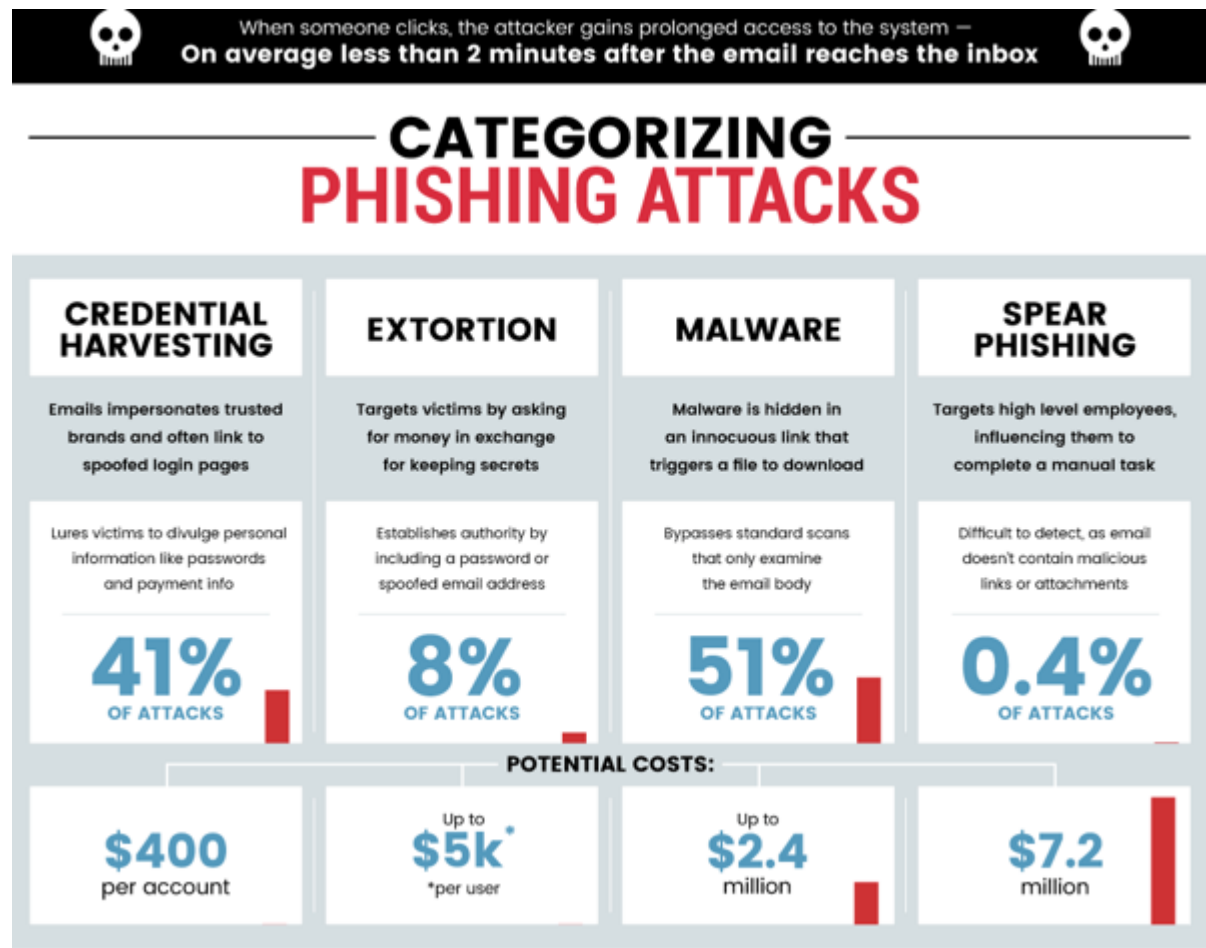 When someone clicks, the attacker gains prolonged access to the system —
On average less than 2 minutes after the email reaches the inbox
CATEGORIZING
PHISHING ATTACKS
CREDENTIAL
HARVESTING
Emails impersonates trusted
brands and often link to
spoofed login pages
Lures victims to divulge personal
information like passwords
and payment info
41%
OF ATTACKS
EXTORTION
Targets victims by asking
for money in exchange
for keeping secrets
Establishes authority by
including a password or
spoofed email address
8%
OF ATTACKS
MALWARE
Malware is hidden in
an innocuous link that
triggers a file to download
Bypasses standard scans
that only examine
the email body
51%
OF ATTACKS
SPEAR
PHISHING
Targets high level employees,
influencing them to
complete a manual task
Difficult to detect, as email
doesn't contain malicious
links or attachments
0.4%
OF ATTACKS
POTENTIAL COSTS:
$400
per account
Up to
$5k*
*per user
Up to
$2.4
million
$7.2
million